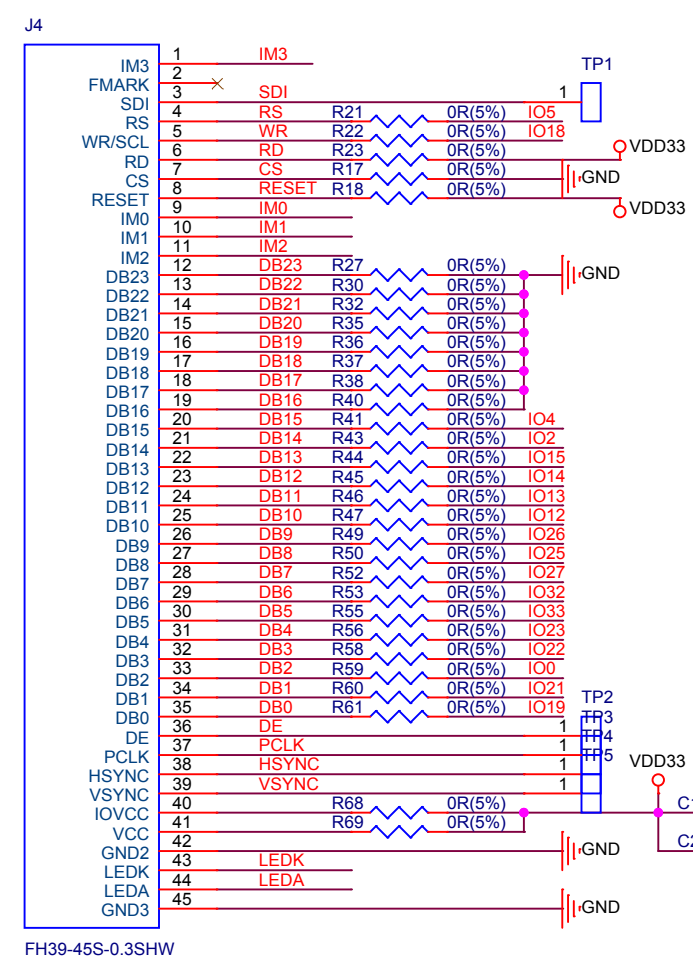 J4
IM3 1 IM3
FMARK 2
SDI 3 SDI 1 TP1
RS 4 RS R21 0R(5%) IO5
WR/SCL 5 WR R22 0R(5%) IO18
RD 6 RD R23 0R(5%) VDD33
CS 7 CS R17 0R(5%) GND
RESET 8 RESET R18 0R(5%) VDD33
IM0 9 IM0
IM1 10 IM1
IM2 11 IM2
DB23 12 DB23 R27 0R(5%) GND
DB22 13 DB22 R30 0R(5%)
DB21 14 DB21 R32 0R(5%)
DB20 15 DB20 R35 0R(5%)
DB19 16 DB19 R36 0R(5%)
DB18 17 DB18 R37 0R(5%)
DB17 18 DB17 R38 0R(5%)
DB16 19 DB16 R40 0R(5%)
DB15 20 DB15 R41 0R(5%) IO4
DB14 21 DB14 R43 0R(5%) IO2
DB13 22 DB13 R44 0R(5%) IO15
DB12 23 DB12 R45 0R(5%) IO14
DB11 24 DB11 R46 0R(5%) IO13
DB10 25 DB10 R47 0R(5%) IO12
DB9 26 DB9 R49 0R(5%) IO26
DB8 27 DB8 R50 0R(5%) IO25
DB7 28 DB7 R52 0R(5%) IO27
DB6 29 DB6 R53 0R(5%) IO32
DB5 30 DB5 R55 0R(5%) IO33
DB4 31 DB4 R56 0R(5%) IO23
DB3 32 DB3 R58 0R(5%) IO22
DB2 33 DB2 R59 0R(5%) IO0
DB1 34 DB1 R60 0R(5%) IO21
DB0 35 DB0 R61 0R(5%) IO19
DE 36 DE 1 TP2
PCLK 37 PCLK 1 TP3
HSYNC 38 HSYNC 1 TP4
VSYNC 39 VSYNC 1 TP5
IOVCC 40 R68 0R(5%) VDD33
VCC 41 R69 0R(5%)
GND2 42 GND
LEDK 43 LEDK
LEDA 44 LEDA
GND3 45 GND
FH39-45S-0.3SHW